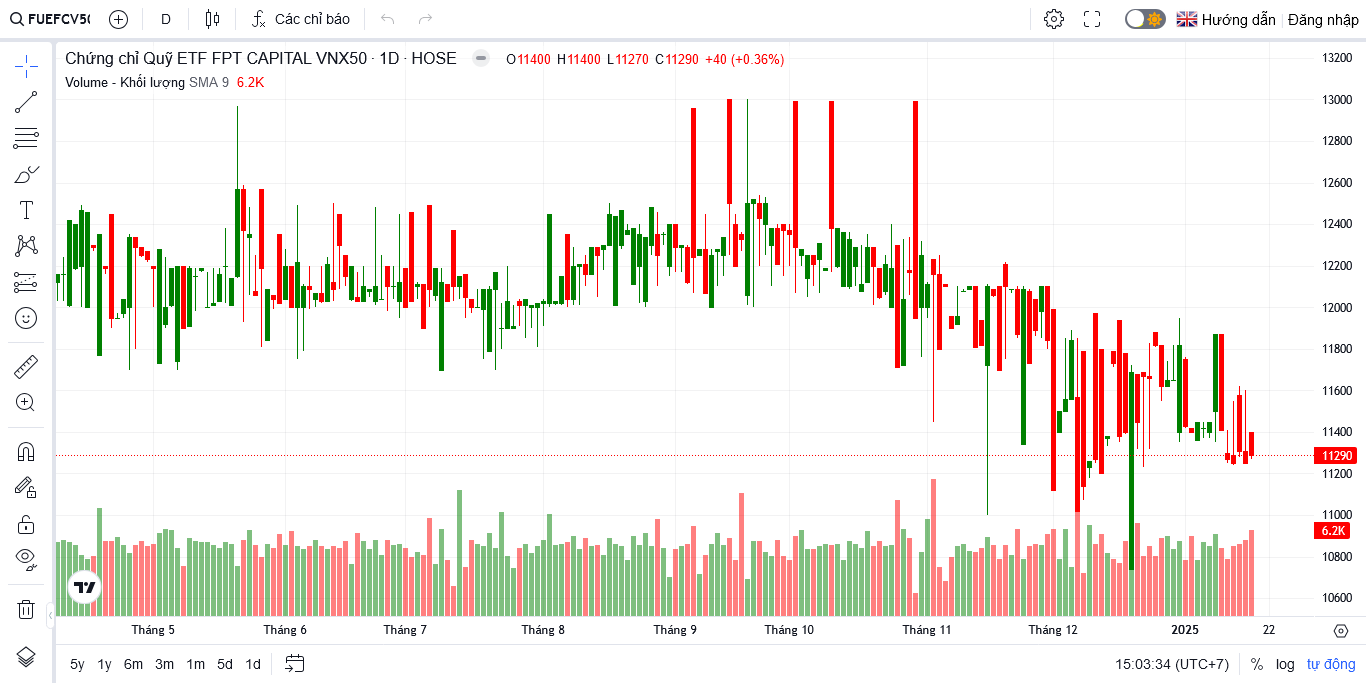 FUEFCV50 D Các chỉ báo Hướng dẫn Đăng nhập
Chứng chỉ Quỹ ETF FPT CAPITAL VNX50 · 1D · HOSE O11400 H11400 L11270 C11290 +40 (+0.36%)
Volume - Khối lượng SMA 9 6.2K
13200
13000
12800
12600
12400
12200
12000
11800
11600
11400
11290
11200
11000
6.2K
10800
10600
Tháng 5 Tháng 6 Tháng 7 Tháng 8 Tháng 9 Tháng 10 Tháng 11 Tháng 12 2025 22
5y 1y 6m 3m 1m 5d 1d 15:03:34 (UTC+7) % log tự động